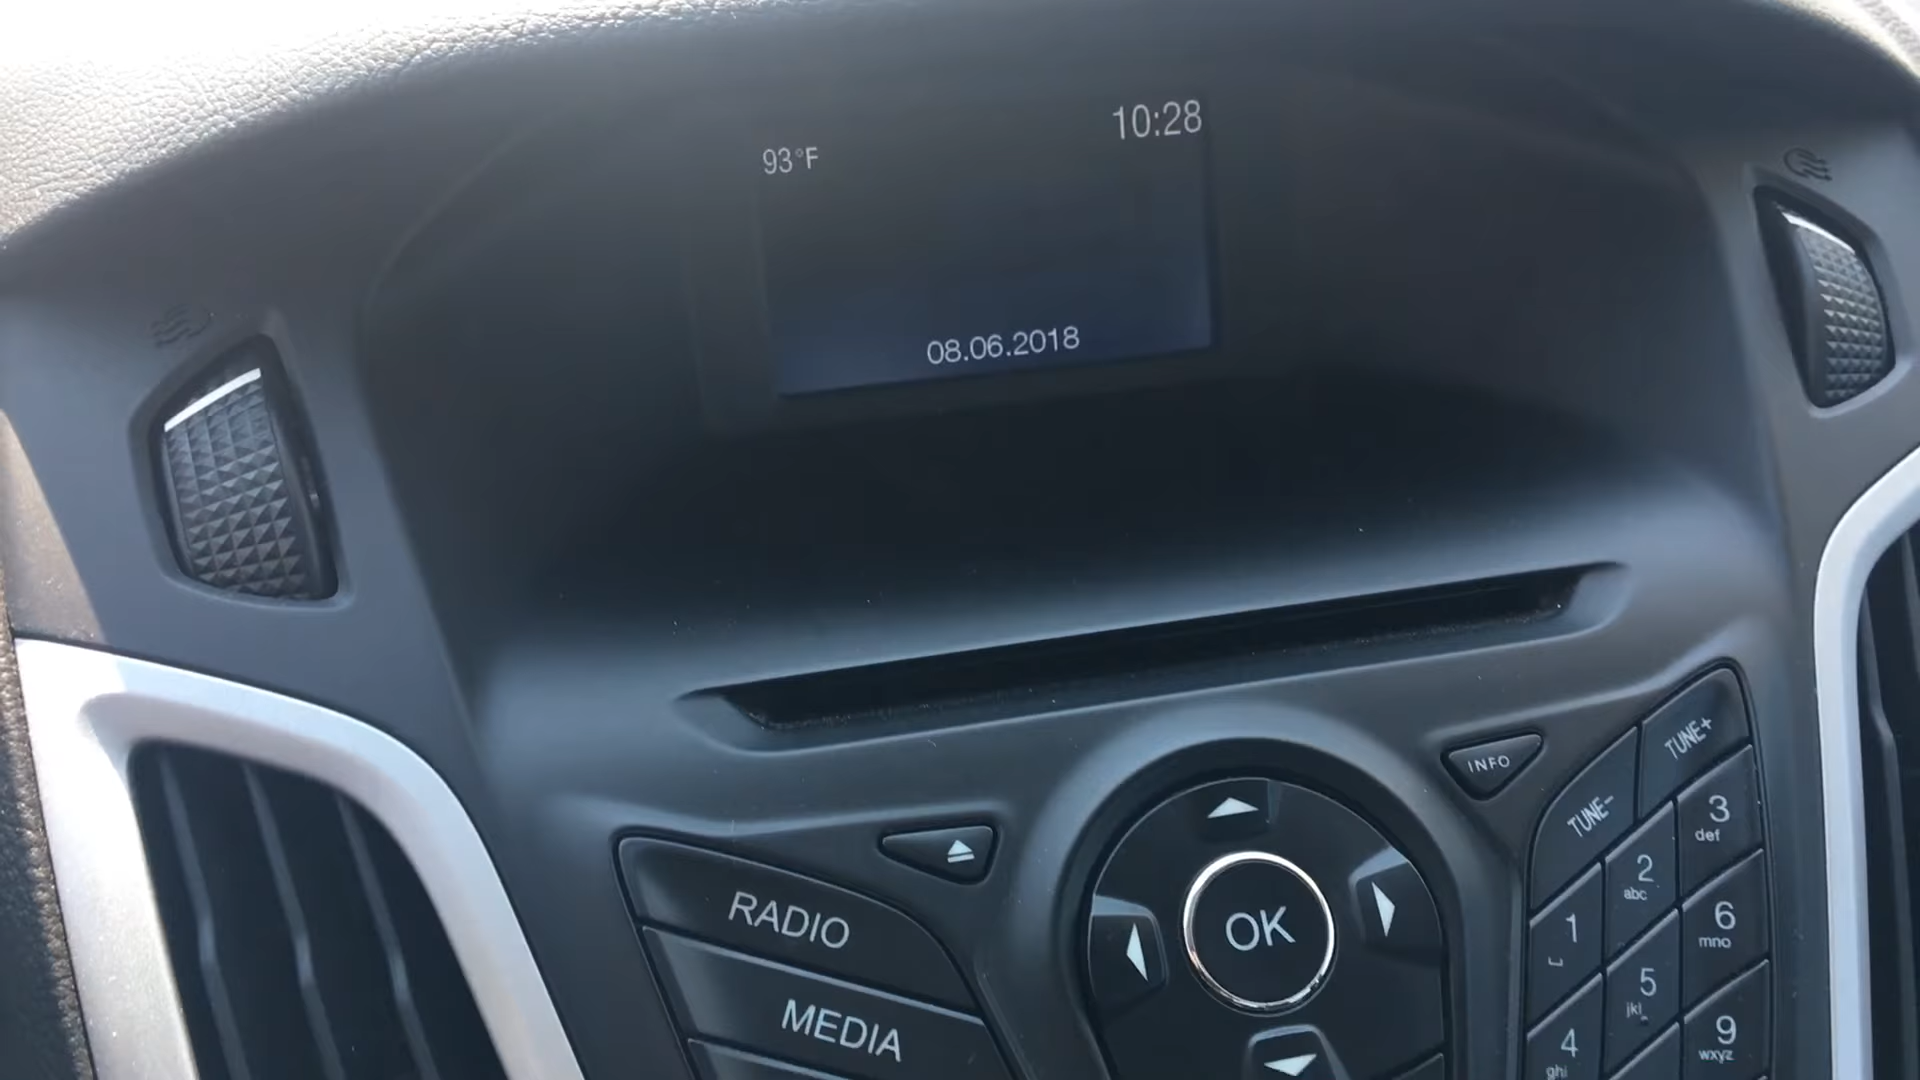 10:28
93°F
08.06.2018
INFO
TUNE+
TUNE-
3
def
2
abc
1
RADIO
OK
6
mno
5
jkl
MEDIA
9
wxyz
4
ghi